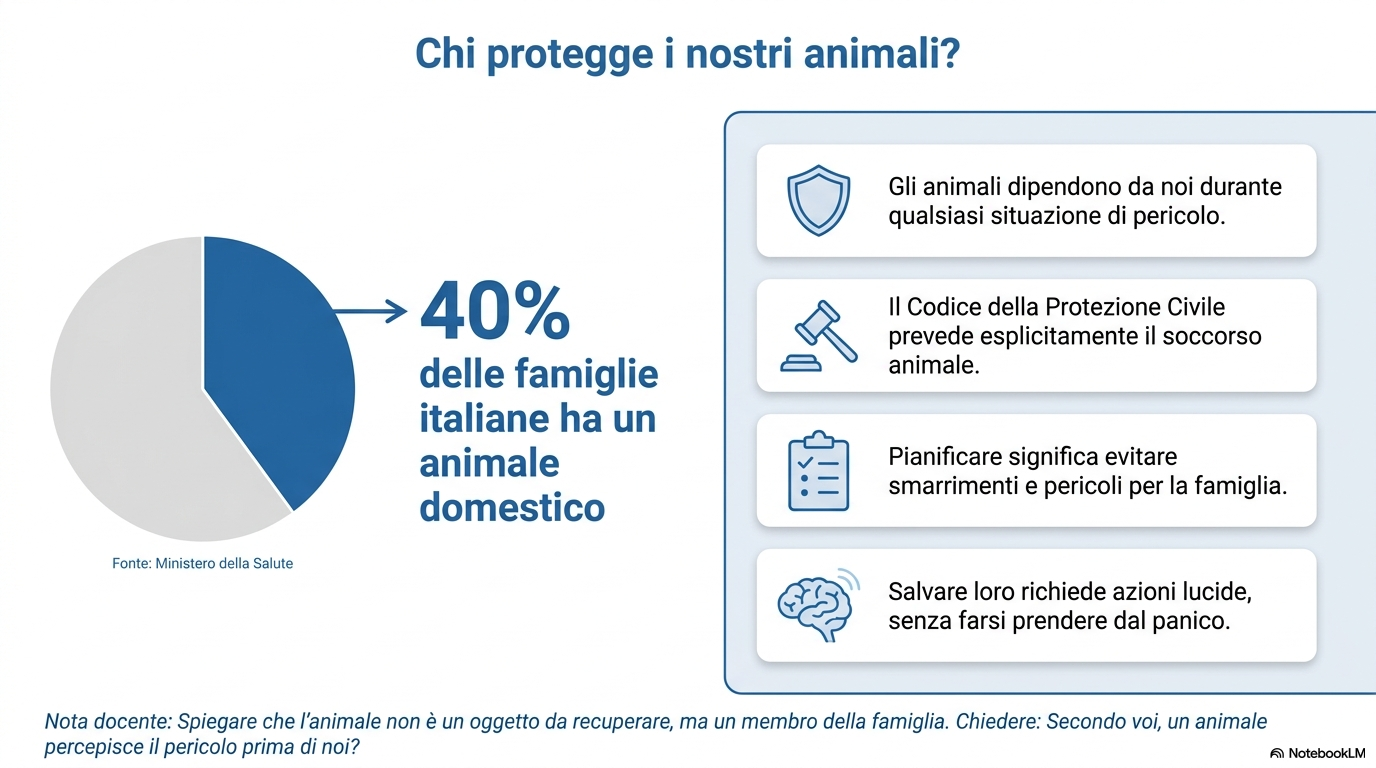 Chi protegge i nostri animali?
40%
delle famiglie
italiane ha un
animale
domestico
Fonte: Ministero della Salute
Gli animali dipendono da noi durante
qualsiasi situazione di pericolo.
Il Codice della Protezione Civile
prevede esplicitamente il soccorso
animale.
Pianificare significa evitare
smarrimenti e pericoli per la famiglia.
Salvare loro richiede azioni lucide,
senza farsi prendere dal panico.
Nota docente: Spiegare che l'animale non è un oggetto da recuperare, ma un membro della famiglia. Chiedere: Secondo voi, un animale
percepisce il pericolo prima di noi?
NotebookLM